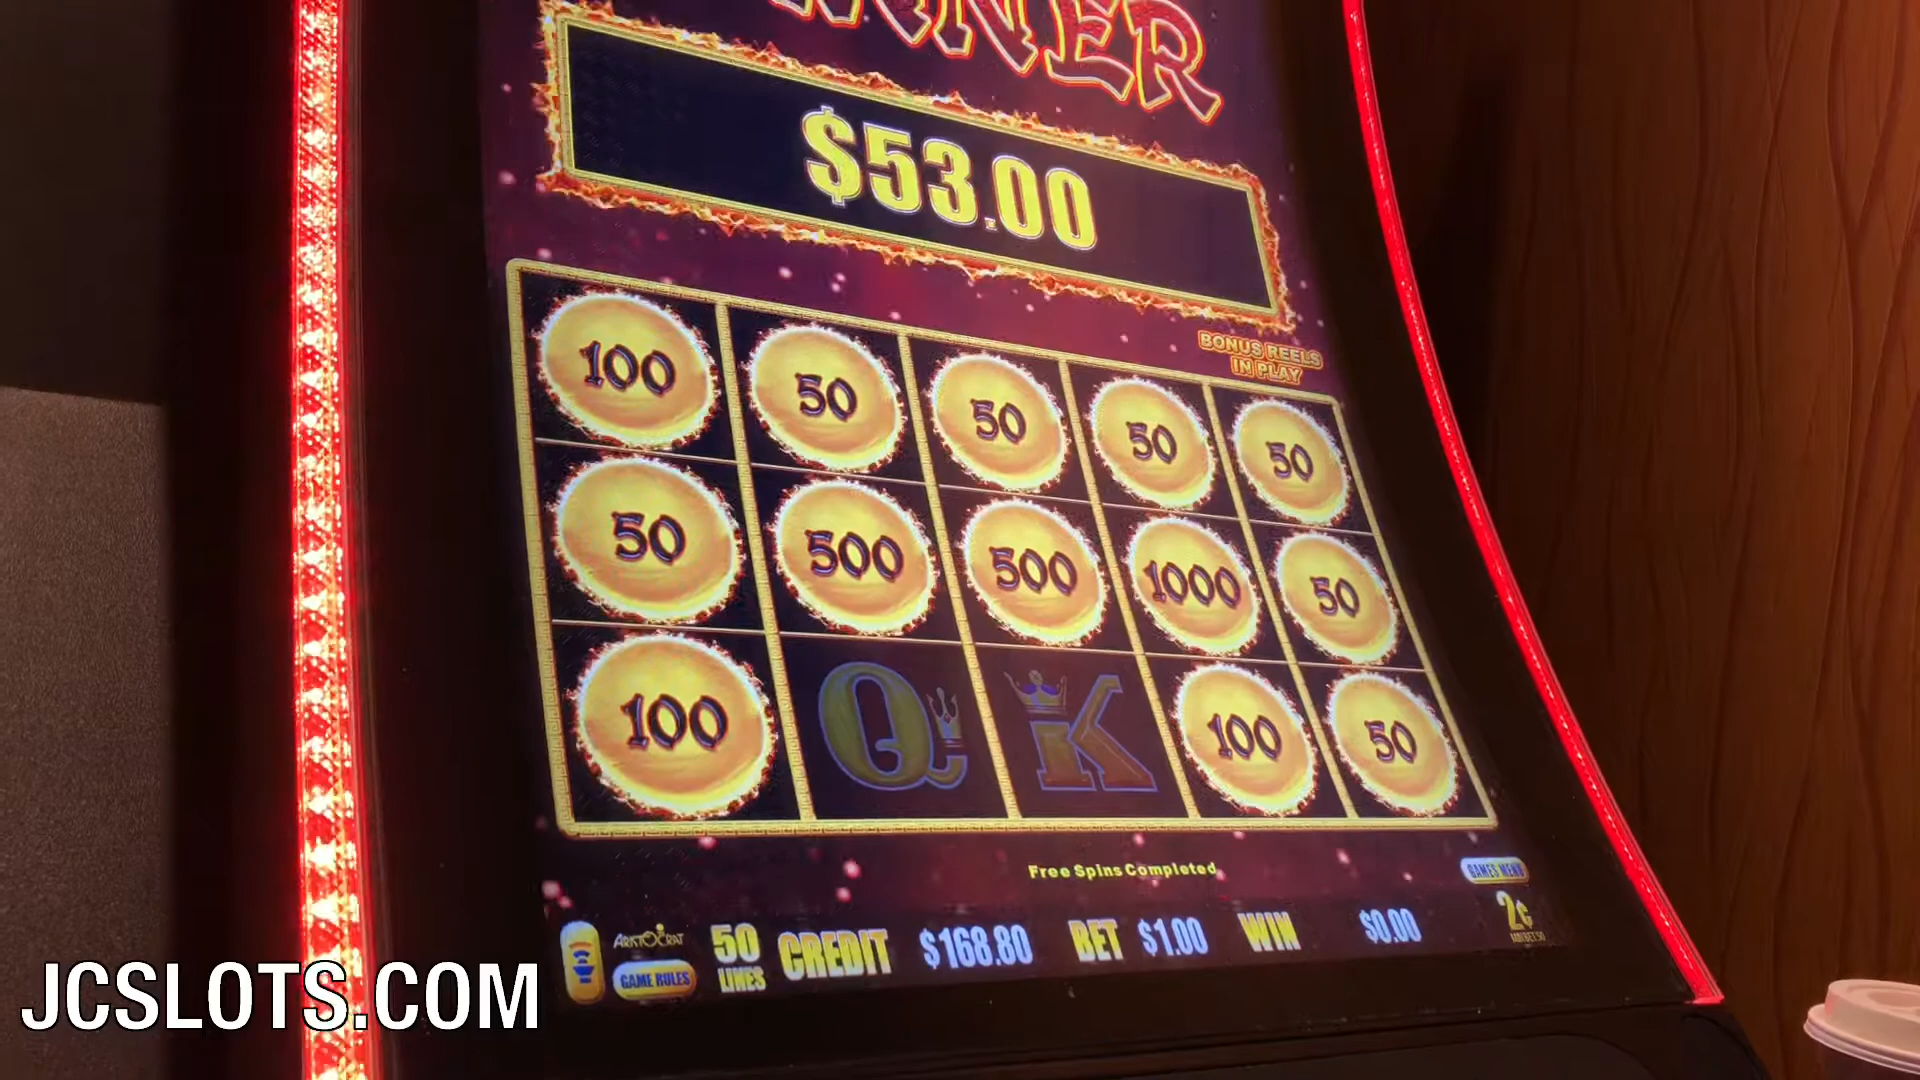 WINNER
$53.00
BONUS REELS
IN PLAY
100 50 50 50 50
50 500 500 1000 50
100 Q K 100 50
Free Spins Completed
GAMES MENU
ARISTOCRAT
GAME RULES
50
LINES
CREDIT $168.80 BET $1.00 WIN $0.00
2¢
JCSLOTS.COM